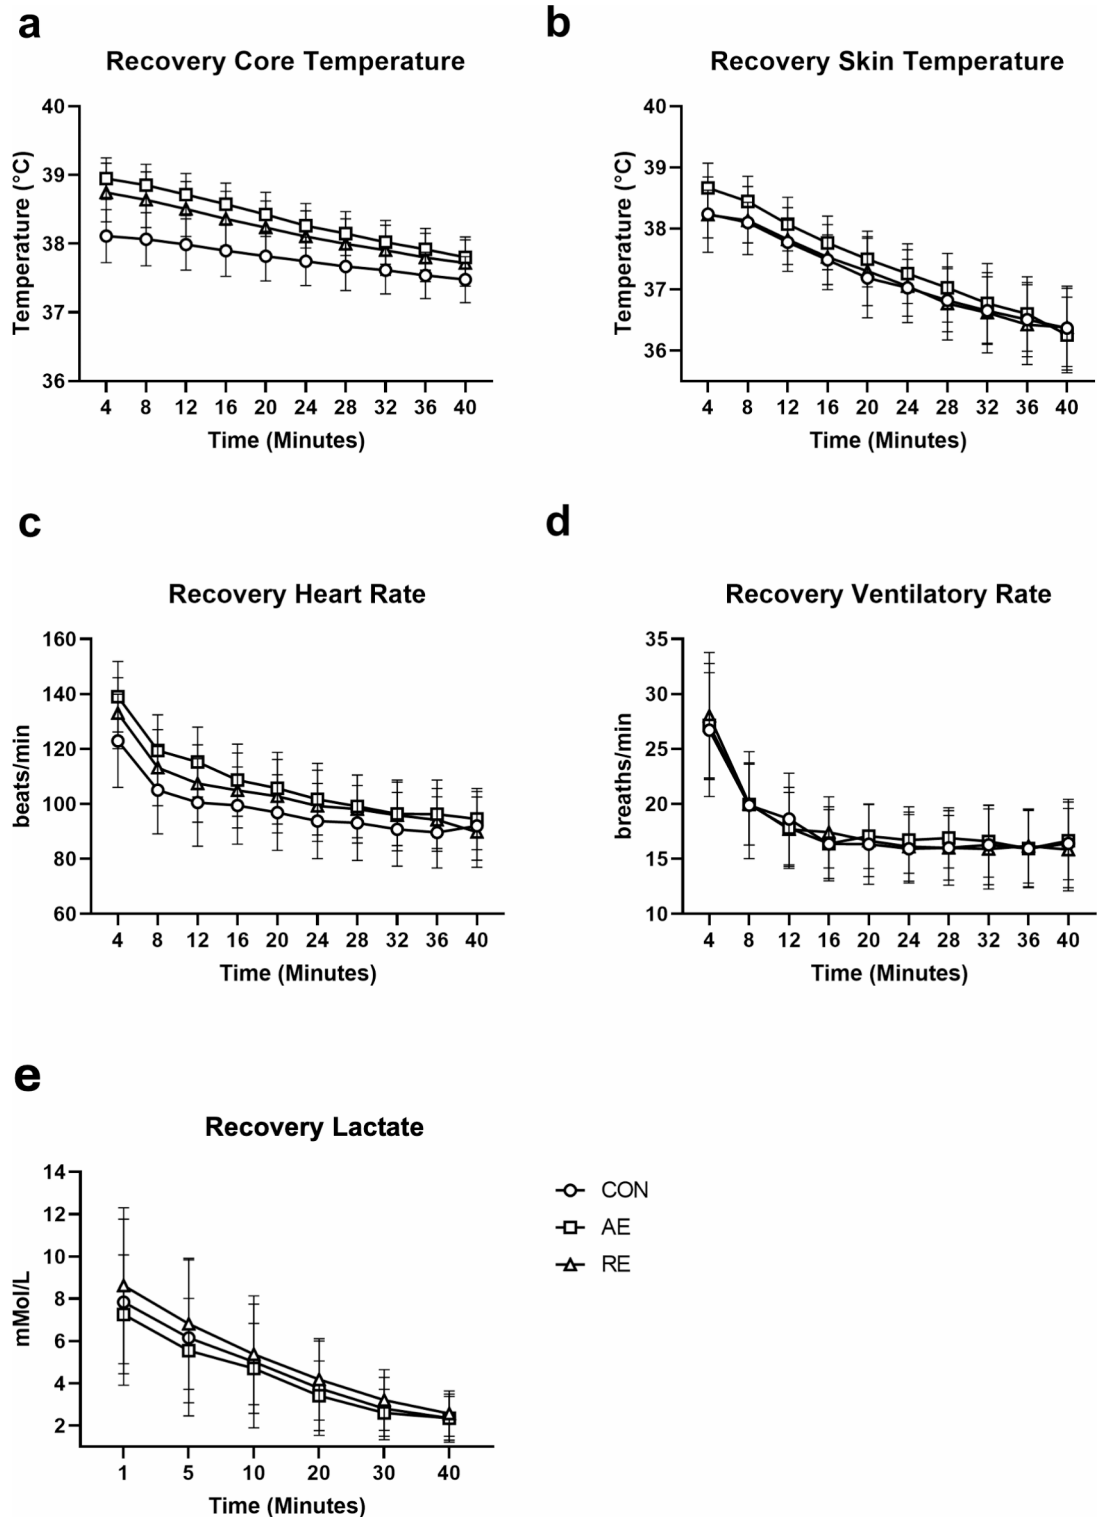 a
Recovery Core Temperature
Temperature (°C)
40
39
38
37
36
4 8 12 16 20 24 28 32 36 40
Time (Minutes)
b
Recovery Skin Temperature
Temperature (°C)
40
39
38
37
36
4 8 12 16 20 24 28 32 36 40
Time (Minutes)
c
Recovery Heart Rate
beats/min
160
140
120
100
80
60
4 8 12 16 20 24 28 32 36 40
Time (Minutes)
d
Recovery Ventilatory Rate
breaths/min
35
30
25
20
15
10
4 8 12 16 20 24 28 32 36 40
Time (Minutes)
e
Recovery Lactate
mMol/L
14
12
10
8
6
4
2
1 5 10 20 30 40
Time (Minutes)
CON
AE
RE